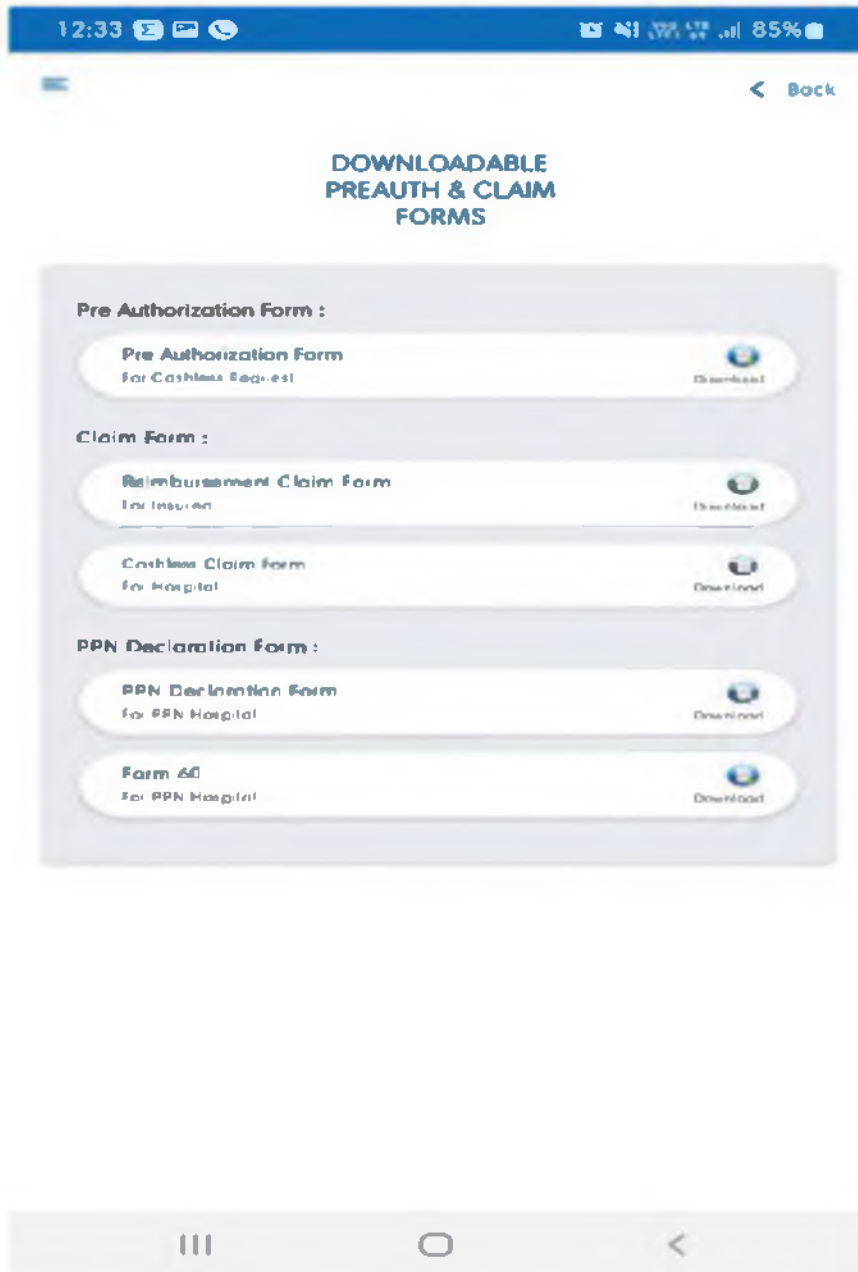 12:33
85%
Back
DOWNLOADABLE
PREAUTH & CLAIM
FORMS
Pre Authorization Form :
Pre Authorization Form
For Cashless Request
Download
Claim Form :
Reimbursement Claim Form
For Insured
Download
Cashless Claim Form
For Hospital
Download
PPN Declaration Form :
PPN Declaration Form
For PPN Hospital
Download
Form 60
For PPN Hospital
Download